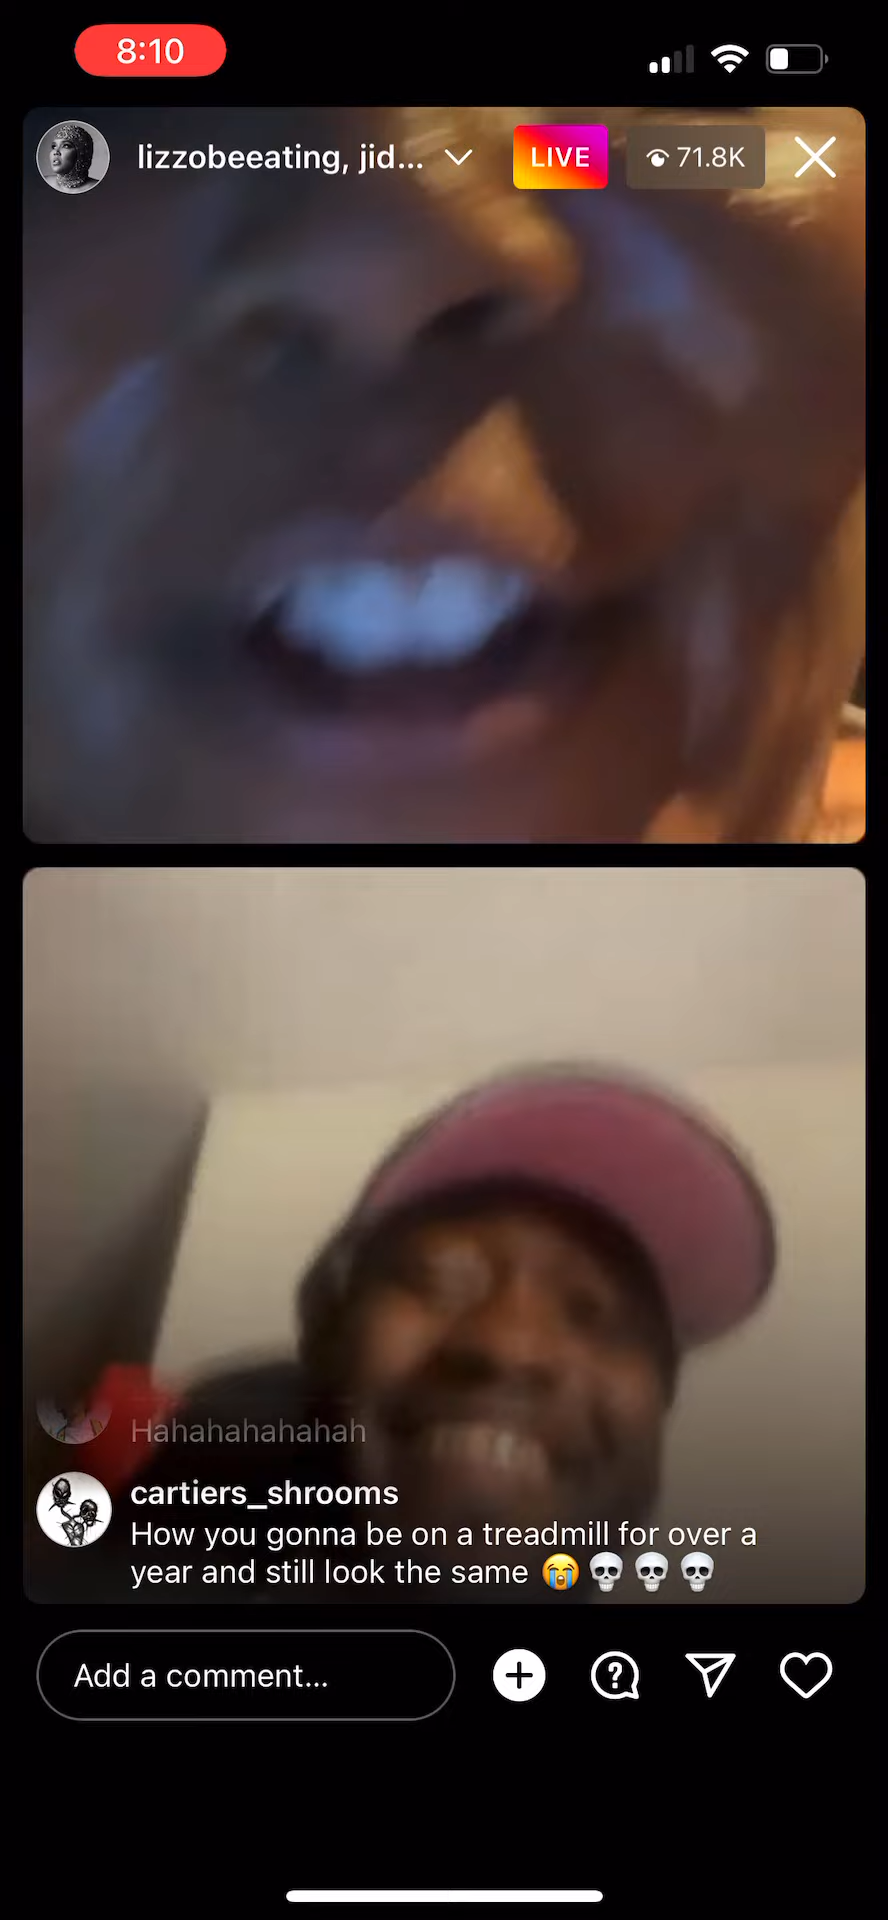 8:10
lizzobeeating, jid...
LIVE
71.8K
Hahahahahahah
cartiers_shrooms
How you gonna be on a treadmill for over a
year and still look the same 😭💀💀💀
Add a comment...